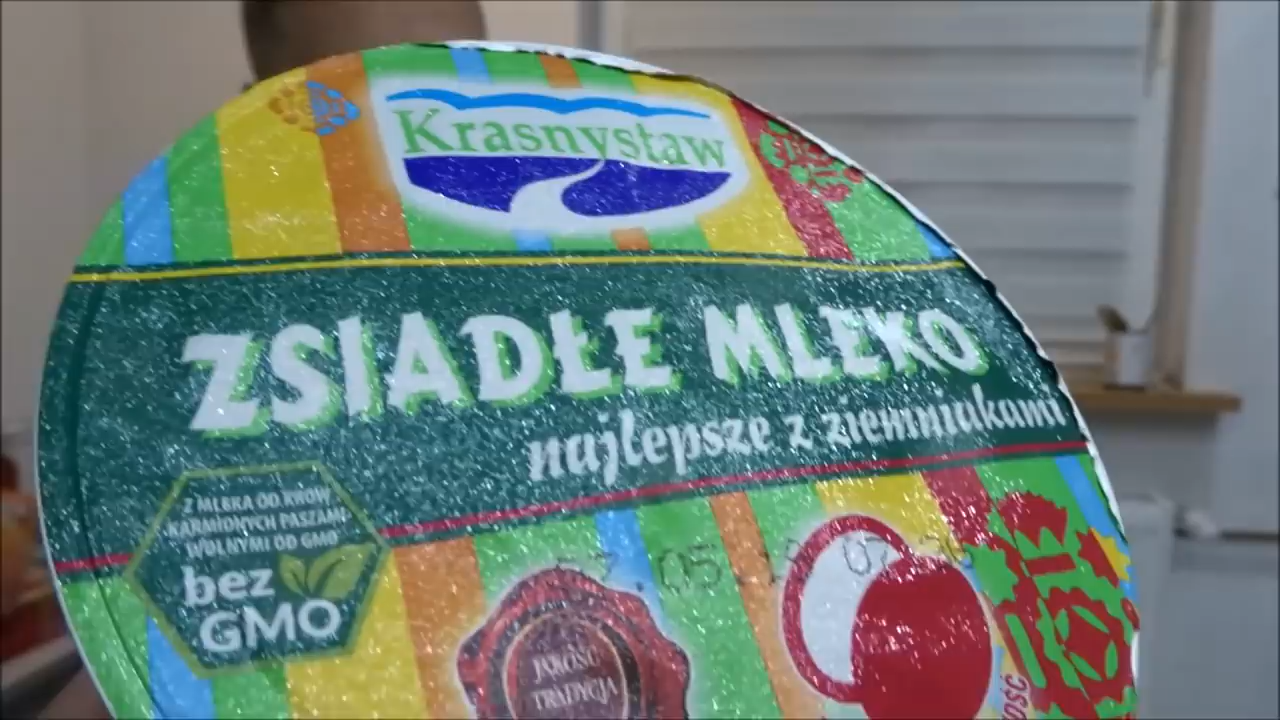 Krasnystaw
ZSIADŁE MLEKO
najlepsze z ziemniakami
Z MLEKA OD KRÓW
KARMIONYCH PASZAMI
WOLNYMI OD GMO
bez
GMO
JAKOŚĆ
TRADYCJA